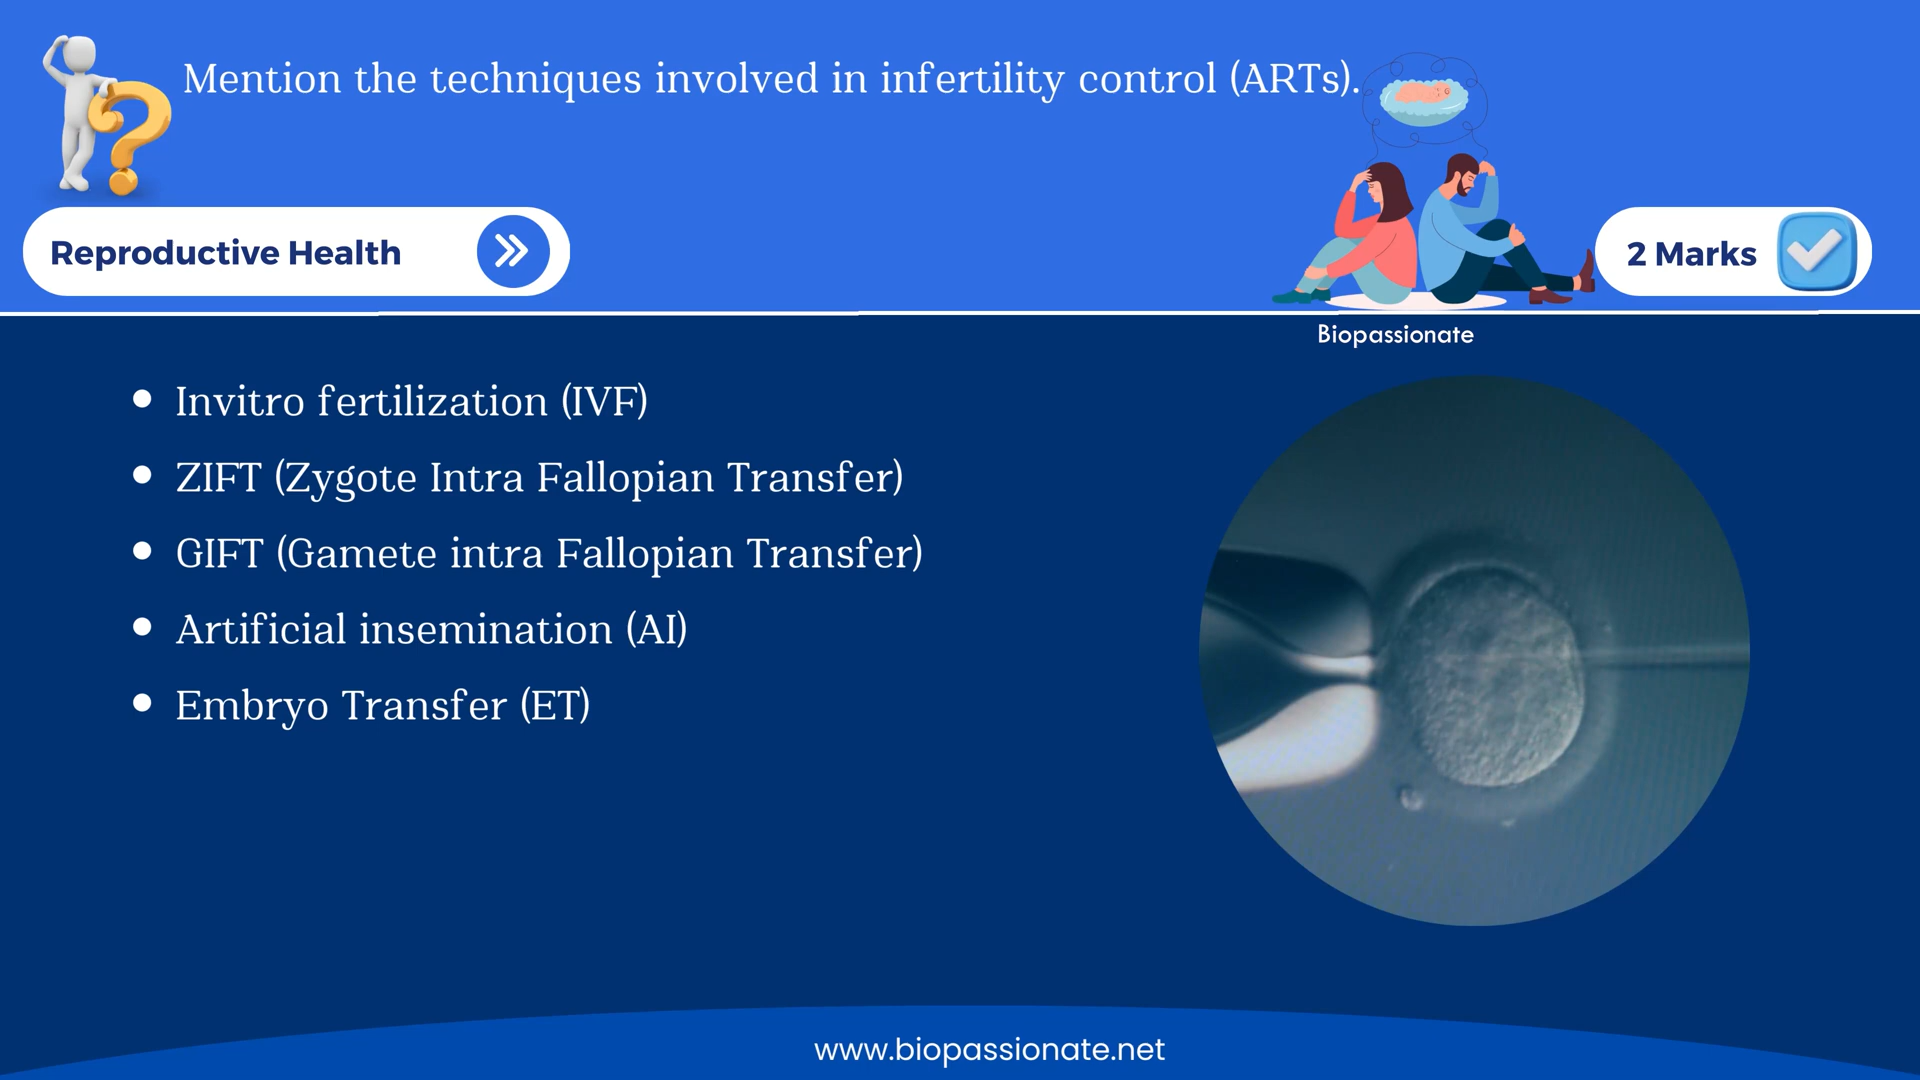 Mention the techniques involved in infertility control (ARTs).
Reproductive Health
2 Marks
Biopassionate
Invitro fertilization (IVF)
ZIFT (Zygote Intra Fallopian Transfer)
GIFT (Gamete intra Fallopian Transfer)
Artificial insemination (AI)
Embryo Transfer (ET)
www.biopassionate.net